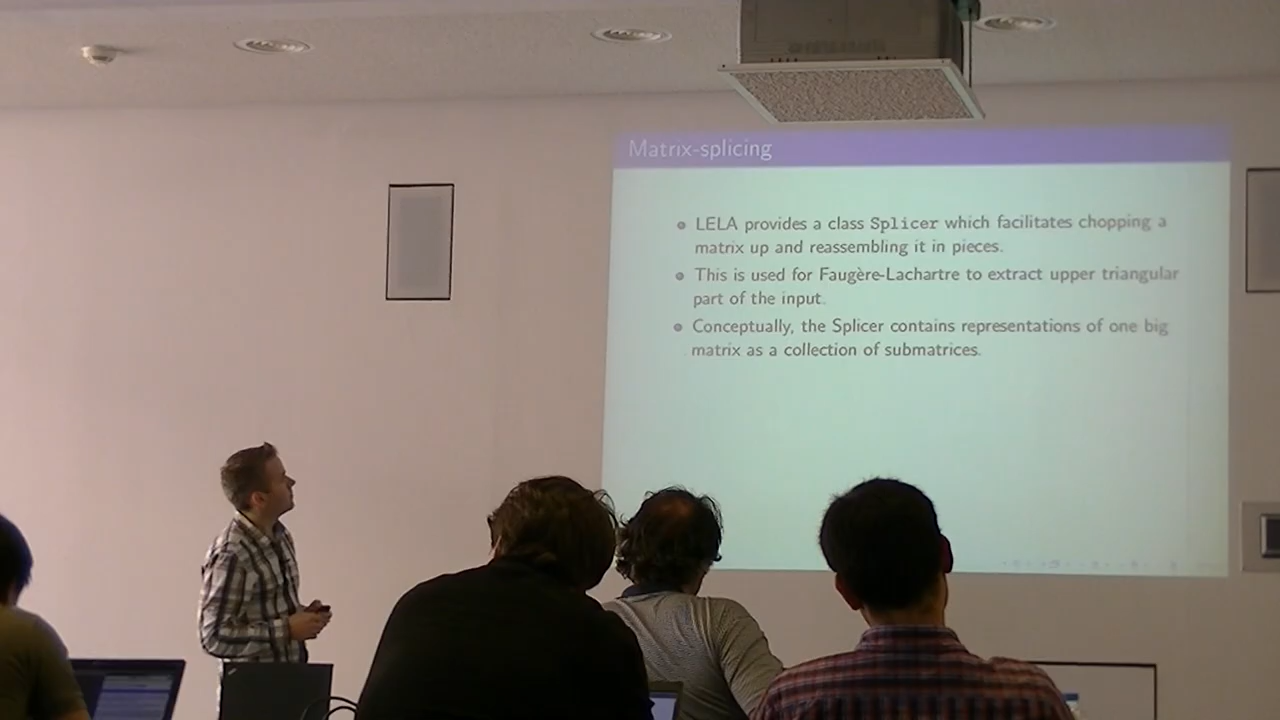 Matrix-splicing
LELA provides a class Splicer which facilitates chopping a
matrix up and reassembling it in pieces.
This is used for Faugère-Lachartre to extract upper triangular
part of the input.
Conceptually, the Splicer contains representations of one big
matrix as a collection of submatrices.